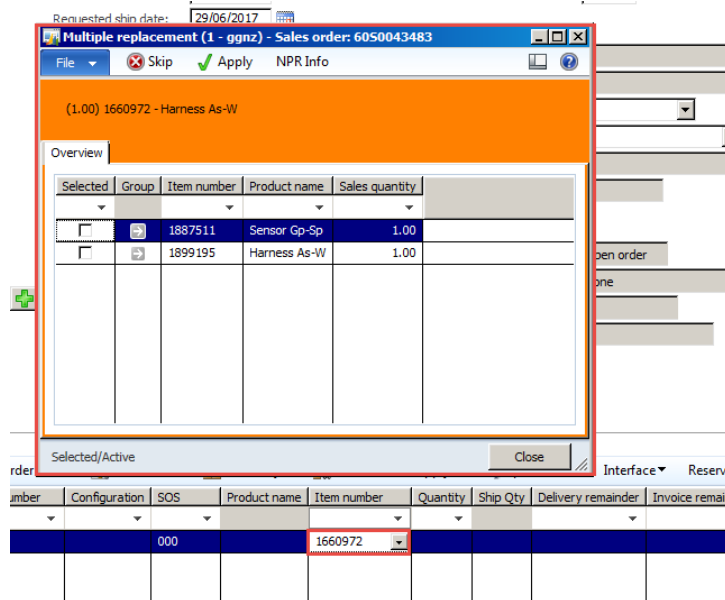 Requested ship date: 29/06/2017
Multiple replacement (1 - ggnz) - Sales order: 60S0043483
File Skip Apply NPR Info
(1.00) 1660972 - Harness As-W
Overview
Selected Group Item number Product name Sales quantity
1887511 Sensor Gp-Sp 1.00
1899195 Harness As-W 1.00
pen order
one
Selected/Active Close
rder Interface Reserv
umber Configuration SOS Product name Item number Quantity Ship Qty Delivery remainder Invoice remai
000 1660972